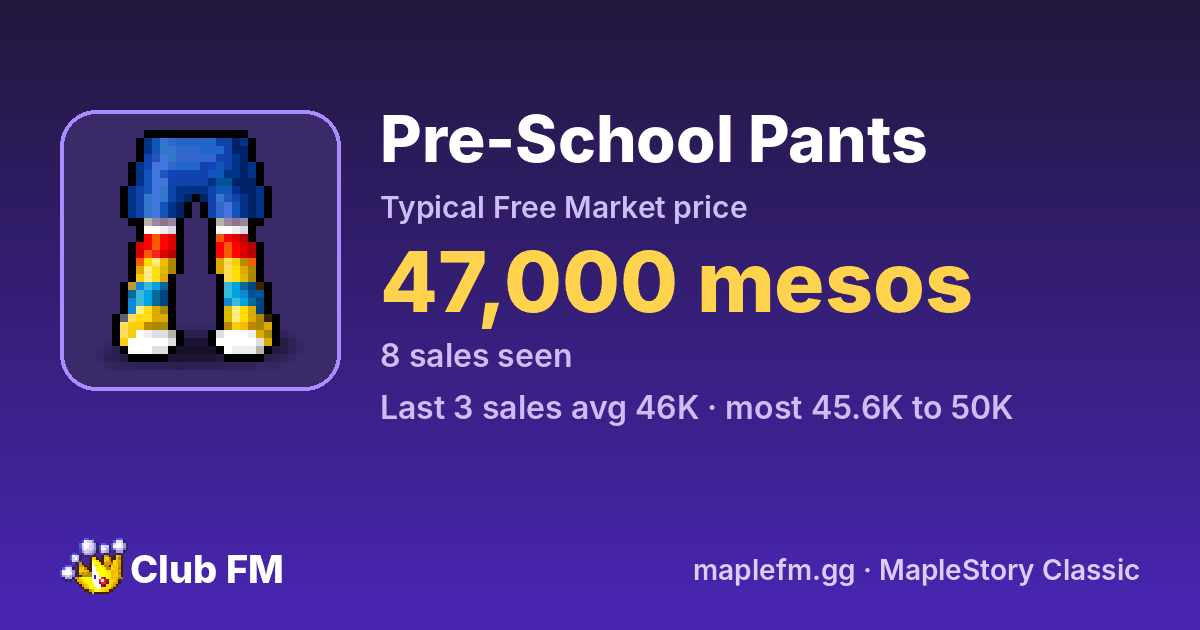 Pre-School Pants
Typical Free Market price
47,000 mesos
8 sales seen
Last 3 sales avg 46K · most 45.6K to 50K
Club FM
maplefm.gg · MapleStory Classic